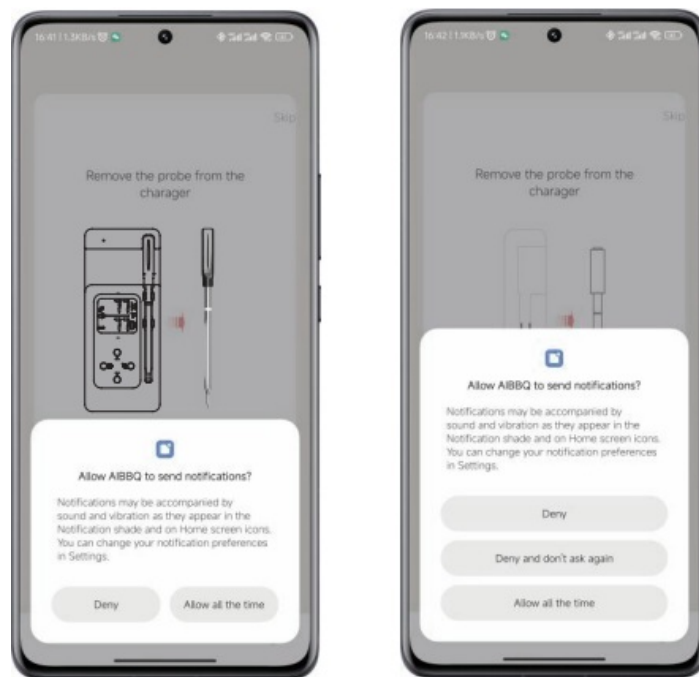 16:41 | 1.3KB/s
Skip
Remove the probe from the
charager
Allow AIBBQ to send notifications?
Notifications may be accompanied by
sound and vibration as they appear in the
Notification shade and on Home screen icons.
You can change your notification preferences
in Settings.
Deny
Allow all the time
16:42 | 1.1KB/s
Skip
Remove the probe from the
charager
Allow AIBBQ to send notifications?
Notifications may be accompanied by
sound and vibration as they appear in the
Notification shade and on Home screen icons.
You can change your notification preferences
in Settings.
Deny
Deny and don't ask again
Allow all the time